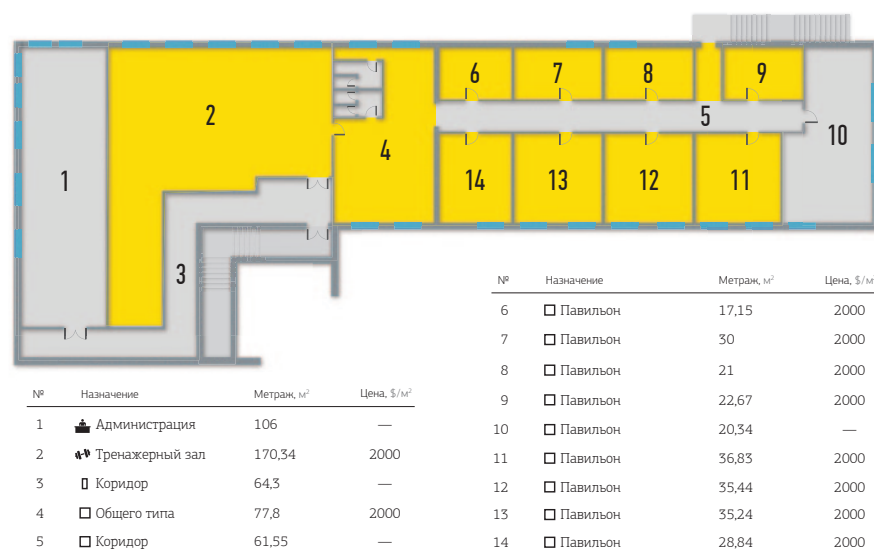 1
2
3
4
5
6
7
8
9
10
11
12
13
14
№ Назначение Метраж, м² Цена, $/м²
1 Администрация 106 —
2 Тренажерный зал 170,34 2000
3 Коридор 64,3 —
4 Общего типа 77,8 2000
5 Коридор 61,55 —
№ Назначение Метраж, м² Цена, $/м
6 Павильон 17,15 2000
7 Павильон 30 2000
8 Павильон 21 2000
9 Павильон 22,67 2000
10 Павильон 20,34 —
11 Павильон 36,83 2000
12 Павильон 35,44 2000
13 Павильон 35,24 2000
14 Павильон 28,84 2000